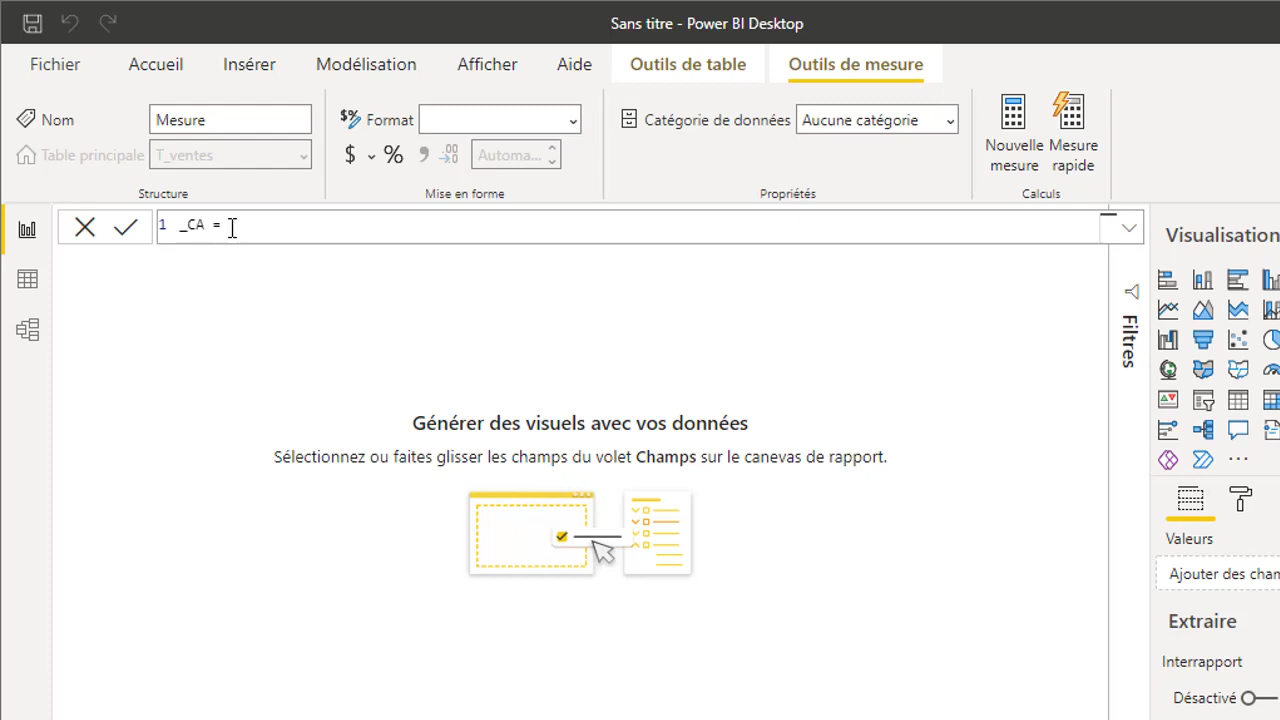 Sans titre - Power BI Desktop
Fichier Accueil Insérer Modélisation Afficher Aide Outils de table Outils de mesure
Nom Mesure $% Format Catégorie de données Aucune catégorie
Table principale T_ventes $ % Automa...
Nouvelle mesure Mesure rapide
Structure Mise en forme Propriétés Calculs
1 _CA =
Visualisation
Filtres
Générer des visuels avec vos données
Sélectionnez ou faites glisser les champs du volet Champs sur le canevas de rapport.
Valeurs
Ajouter des cham
Extraire
Interrapport
Désactivé